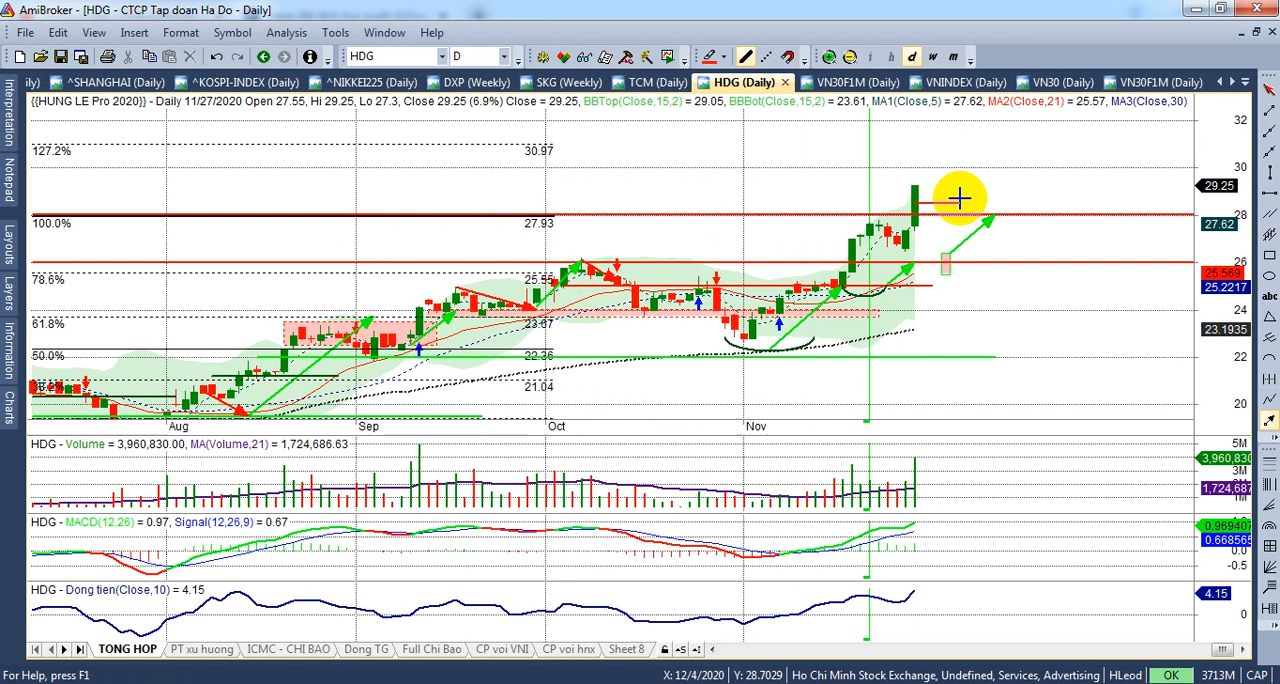 AmiBroker - [HDG - CTCP Tap doan Ha Do - Daily]
File Edit View Insert Format Symbol Analysis Tools Window Help
HDG D i h d w m
ily) ^SHANGHAI (Daily) ^KOSPI-INDEX (Daily) ^NIKKEI225 (Daily) DXP (Weekly) SKG (Weekly) TCM (Daily) HDG (Daily) VN30F1M (Daily) VNINDEX (Daily) VN30 (Daily) VN30F1M (Daily)
{{HUNG LE Pro 2020}} - Daily 11/27/2020 Open 27.55, Hi 29.25, Lo 27.3, Close 29.25 (6.9%) Close = 29.25, BBTop(Close,15,2) = 29.05, BBBot(Close,15,2) = 23.61, MA1(Close,5) = 27.62, MA2(Close,21) = 25.57, MA3(Close,30)
Interpretation
Notepad
Layouts
Layers
Information
Charts
abc
32
127.2% 30.97
30
29.25
28
100.0% 27.93
27.62
26
78.6% 25.55
25.569
25.2217
24
61.8% 23.67
23.1935
50.0% 22.36
22
21.04
20
Aug Sep Oct Nov
HDG - Volume = 3,960,830.00, MA(Volume,21) = 1,724,686.63
5M
3,960,830
3M
1,724,687
HDG - MACD(12,26) = 0.97, Signal(12,26,9) = 0.67
0.969407
0.668565
0.0
-0.5
HDG - Dong tien(Close,10) = 4.15
4.15
0
TONG HOP PT xu huong ICMC - CHI BAO Dong TG Full Chi Bao CP voi VNI CP voi hnx Sheet 8
For Help, press F1 X: 12/4/2020 Y: 28.7029 Ho Chi Minh Stock Exchange, Undefined, Services, Advertising HLeod OK 3713M CAP